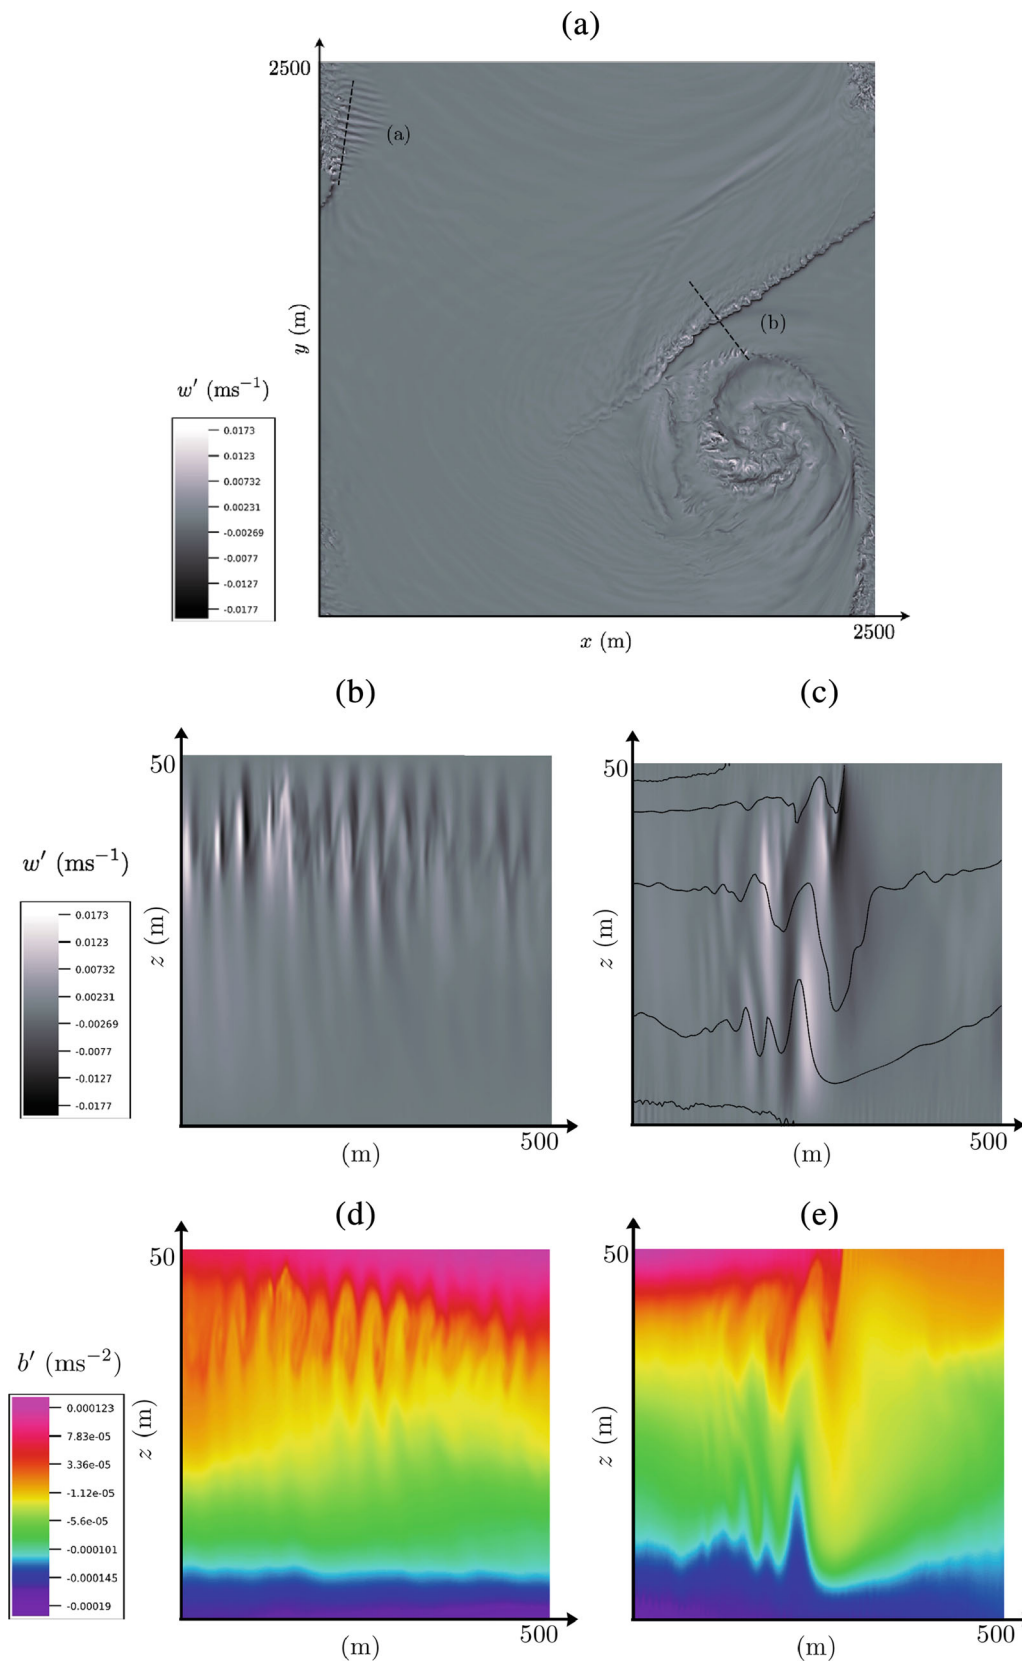 (a)
2500
(a)
(b)
y (m)
w′ (ms⁻¹)
0.0173
0.0123
0.00732
0.00231
-0.00269
-0.0077
-0.0127
-0.0177
2500
x (m)
(b)
(c)
50
50
w′ (ms⁻¹)
0.0173
0.0123
0.00732
0.00231
-0.00269
-0.0077
-0.0127
-0.0177
z (m)
z (m)
500
500
(m)
(m)
(d)
(e)
50
50
b′ (ms⁻²)
0.000123
7.83e-05
3.36e-05
-1.12e-05
-5.6e-05
-0.000101
-0.000145
-0.00019
z (m)
z (m)
500
500
(m)
(m)